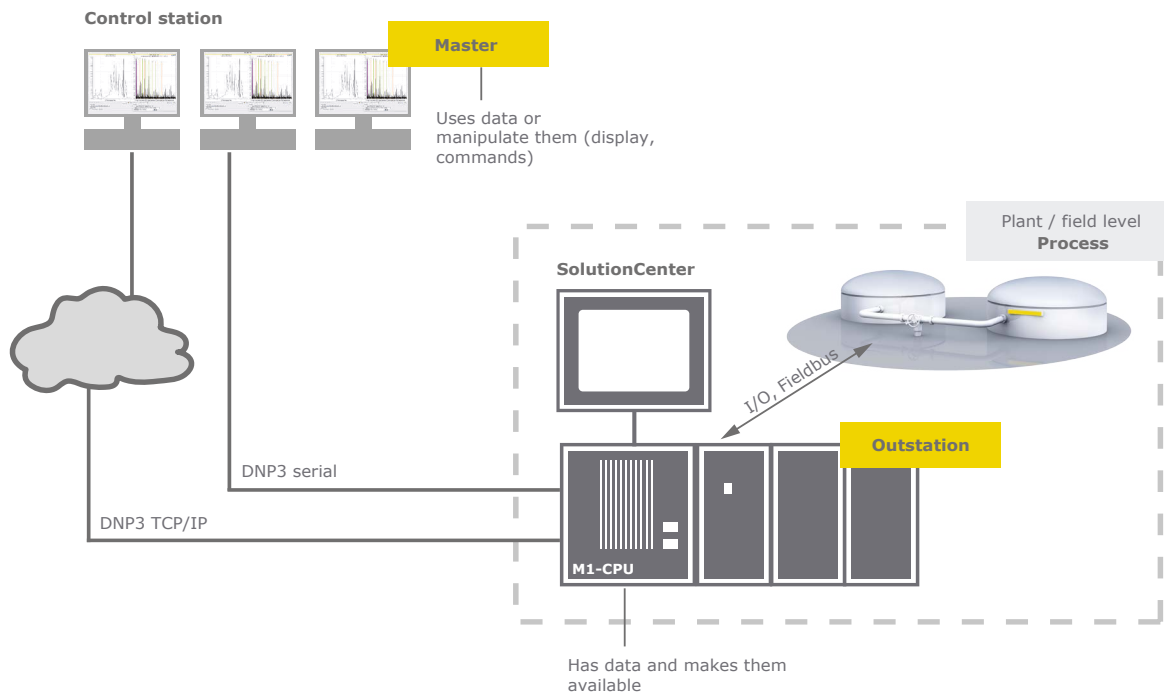 Control station
Master
Uses data or
manipulate them (display,
commands)
Plant / field level
Process
SolutionCenter
I/O, Fieldbus
Outstation
DNP3 serial
DNP3 TCP/IP
M1-CPU
Has data and makes them
available